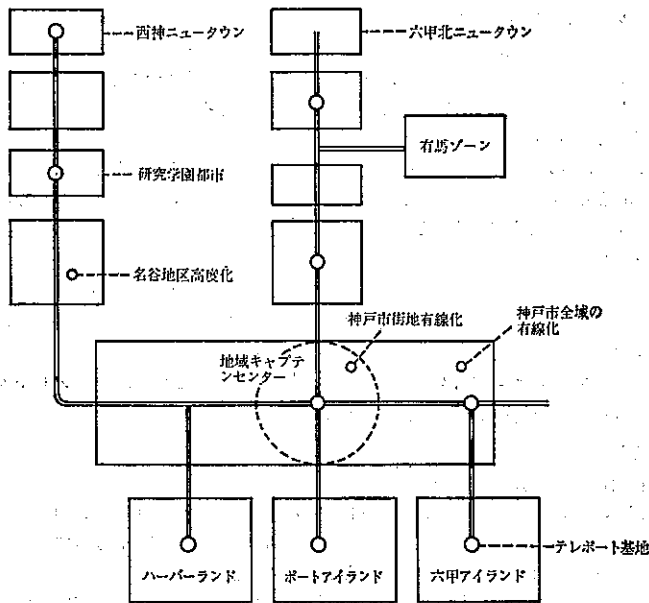 西神ニュータウン
六甲北ニュータウン
有馬ゾーン
研究学園都市
名谷地区高度化
神戸市街地有線化
神戸市全域の
有線化
地域キャプテ
ンセンター
テレポート基地
ハーバーランド
ポートアイランド
六甲アイランド